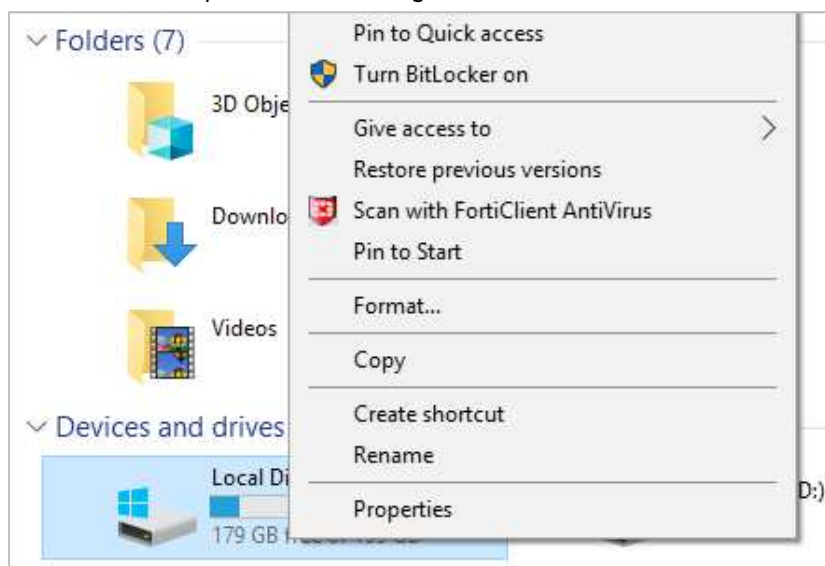 Folders (7)
3D Obje
Downlo
Videos
Devices and drives
Local Di
179 GB
D:)
Pin to Quick access
Turn BitLocker on
Give access to
Restore previous versions
Scan with FortiClient AntiVirus
Pin to Start
Format...
Copy
Create shortcut
Rename
Properties